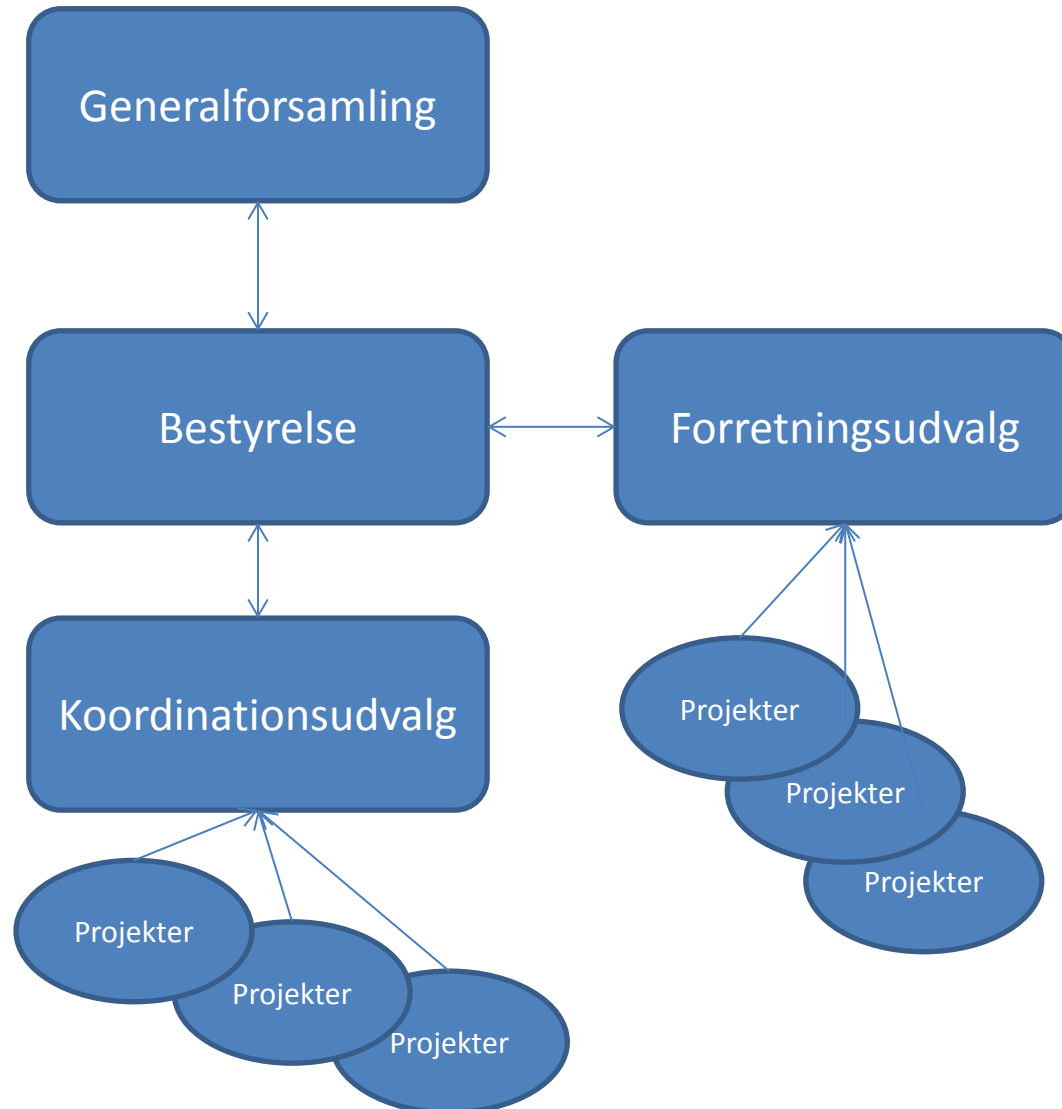 Generalforsamling
Bestyrelse
Forretningsudvalg
Koordinationsudvalg
Projekter
Projekter
Projekter
Projekter
Projekter
Projekter